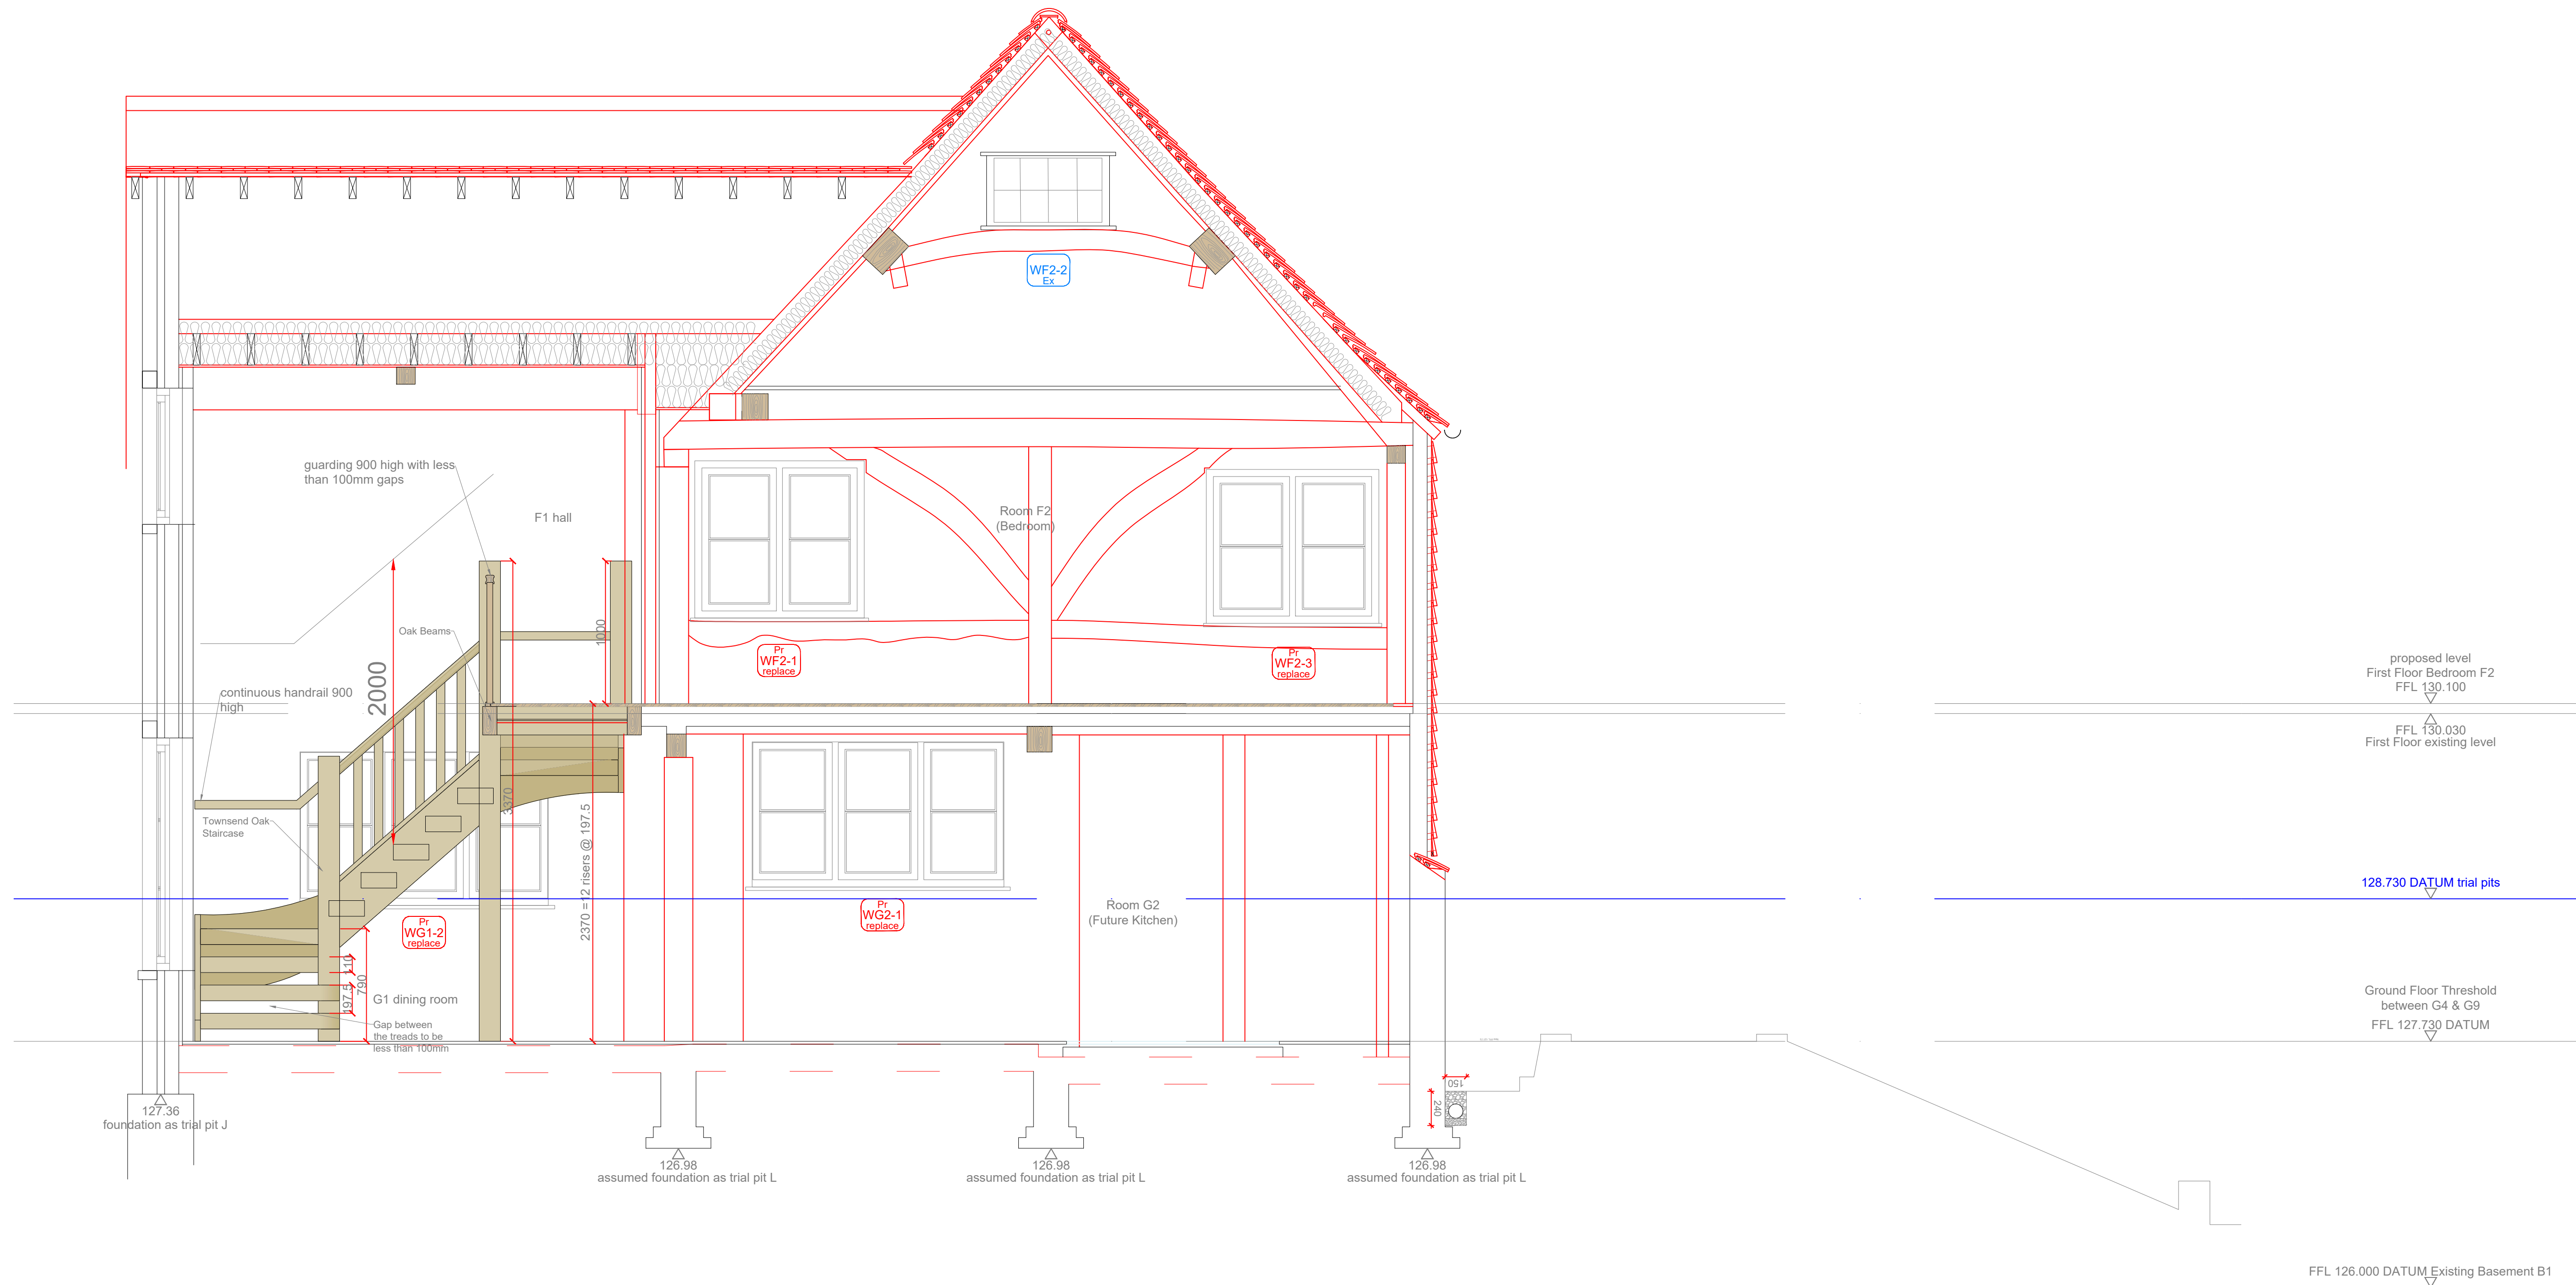 WF2-2
Ex
guarding 900 high with less
than 100mm gaps
F1 hall
Room F2
(Bedroom)
Oak Beams
1000
2000
continuous handrail 900
high
Pr
WF2-1
replace
Pr
WF2-3
replace
proposed level
First Floor Bedroom F2
FFL 130.100
FFL 130.030
First Floor existing level
3370
2370 =12 risers @ 197.5
Townsend Oak
Staircase
128.730 DATUM trial pits
Pr
WG1-2
replace
Pr
WG2-1
replace
Room G2
(Future Kitchen)
110
790
197.5
G1 dining room
Gap between
the treads to be
less than 100mm
Ground Floor Threshold
between G4 & G9
FFL 127.730 DATUM
150
240
127.36
foundation as trial pit J
126.98
assumed foundation as trial pit L
126.98
assumed foundation as trial pit L
126.98
assumed foundation as trial pit L
FFL 126.000 DATUM Existing Basement B1